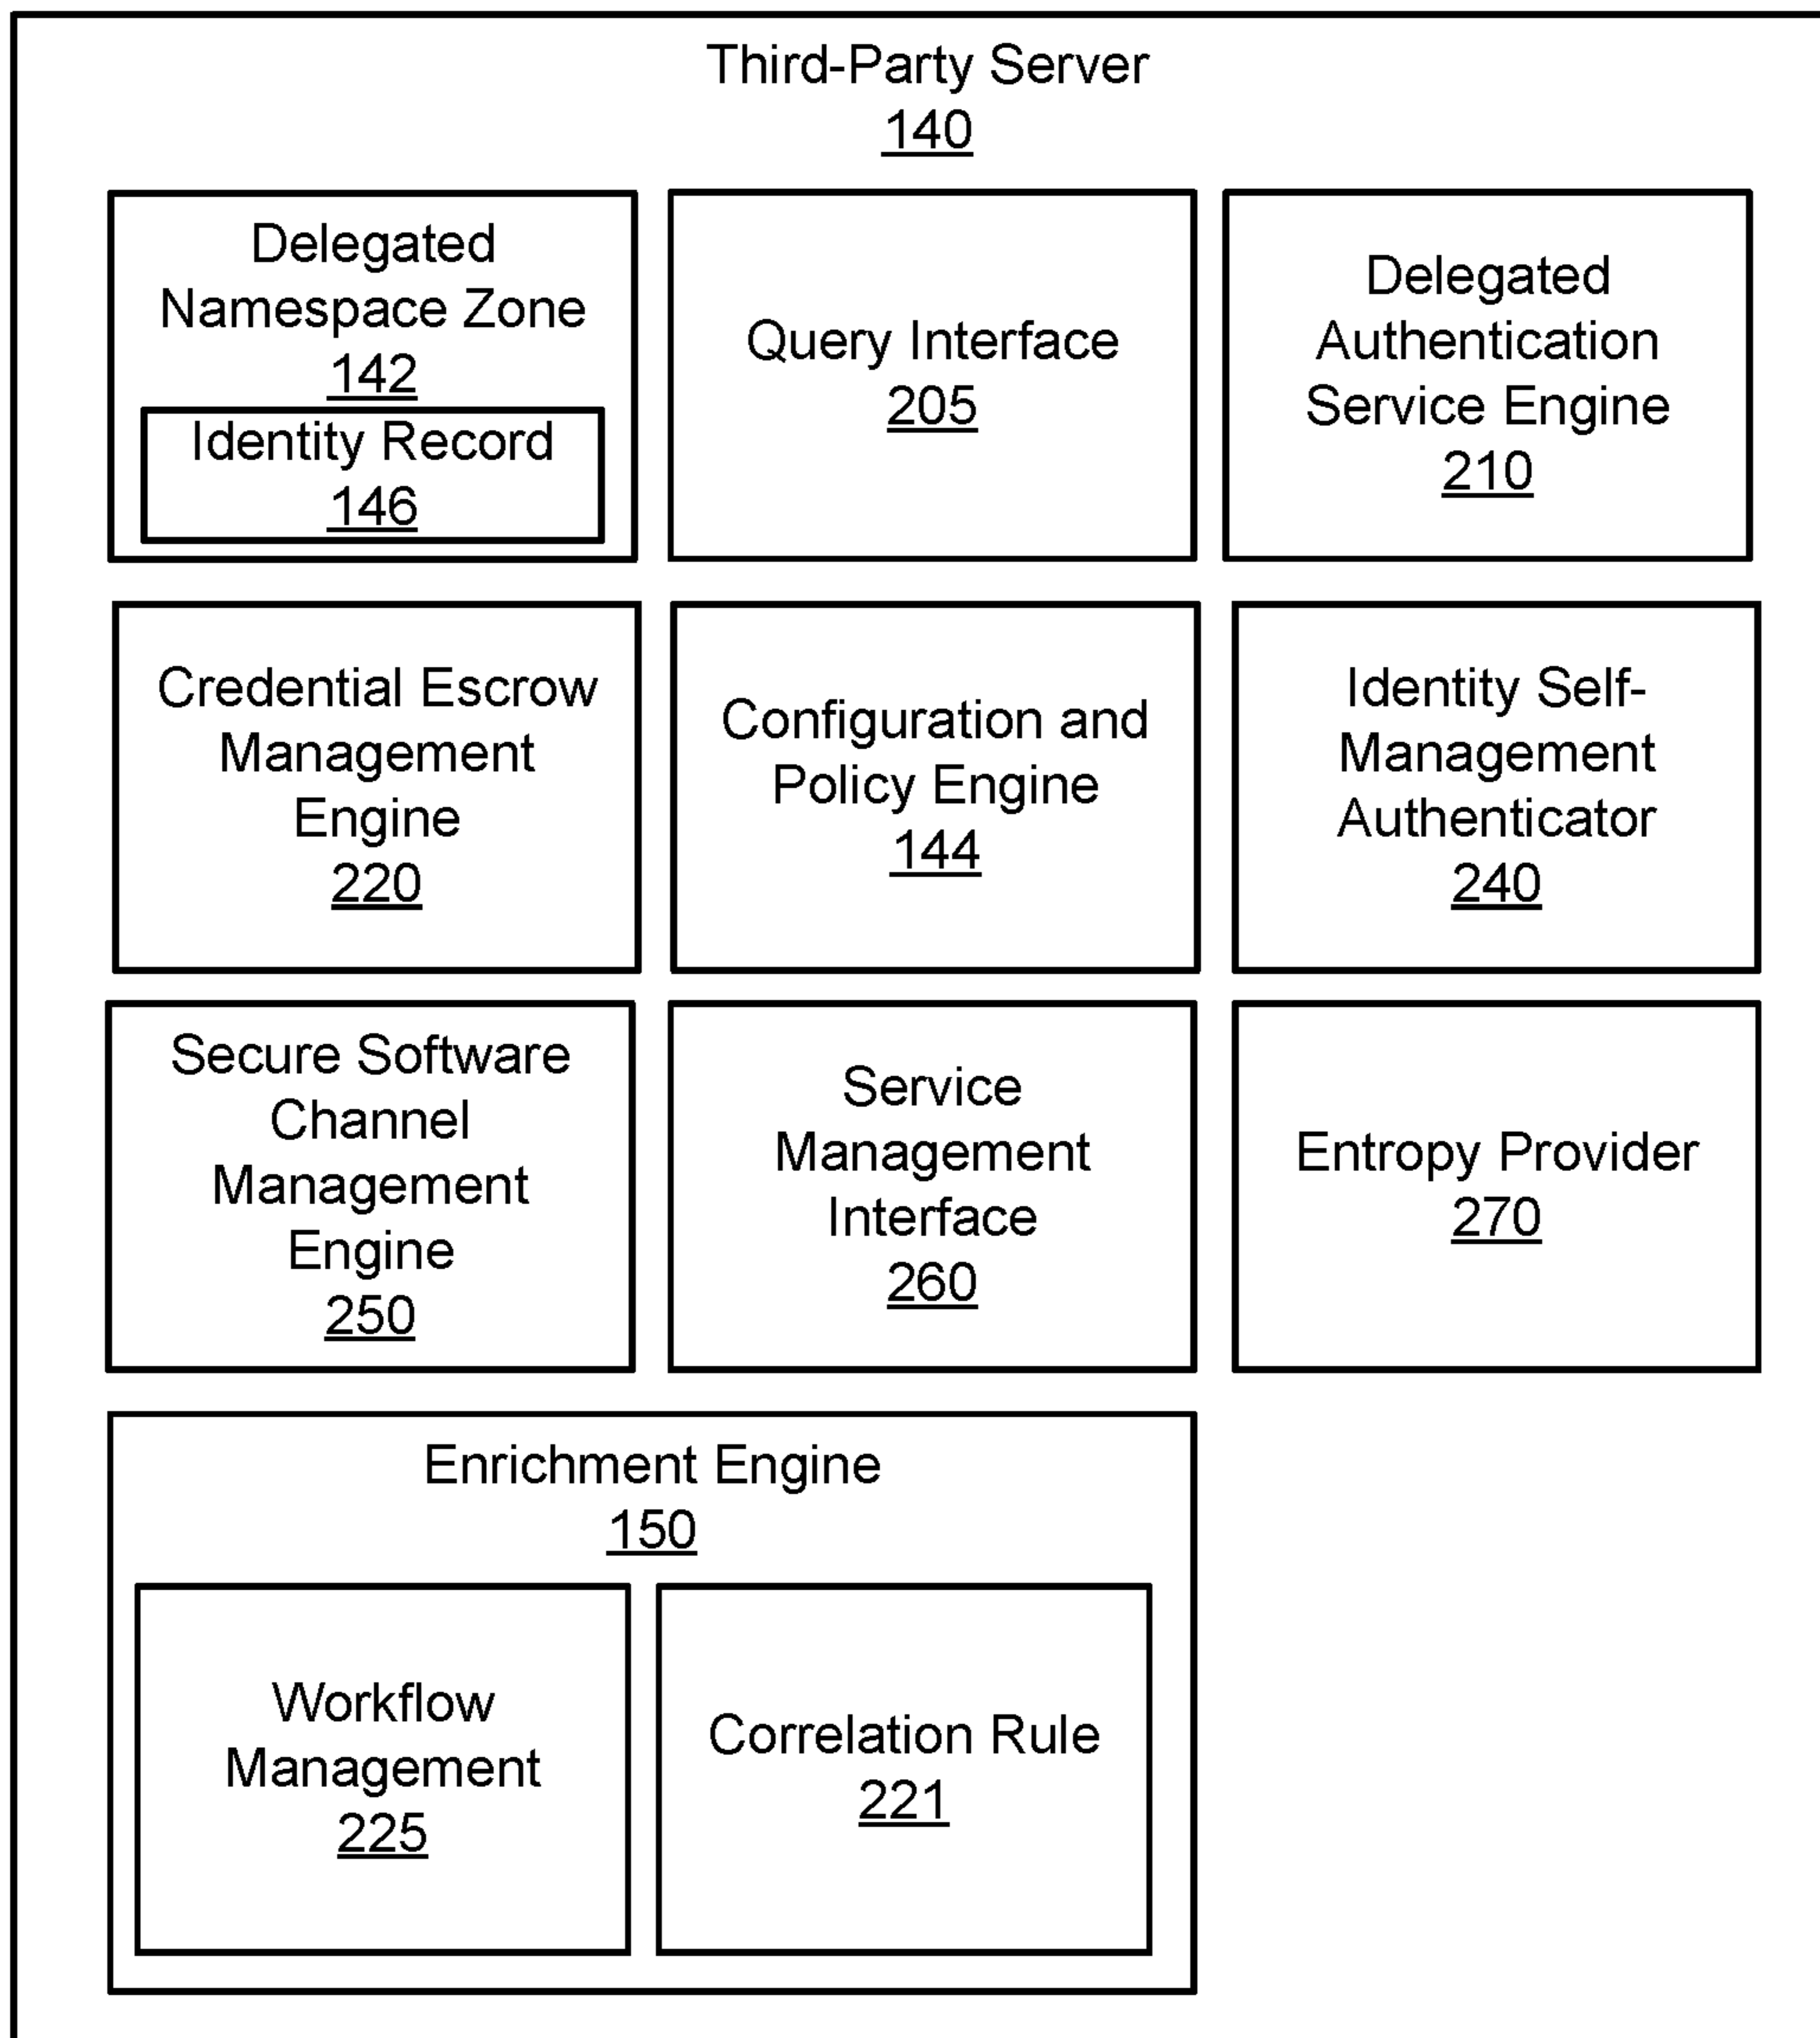 Third-Party Server
140
Delegated
Namespace Zone
142
Identity Record
146
Query Interface
205
Delegated
Authentication
Service Engine
210
Credential Escrow
Management
Engine
220
Configuration and
Policy Engine
144
Identity Self-
Management
Authenticator
240
Secure Software
Channel
Management
Engine
250
Service
Management
Interface
260
Entropy Provider
270
Enrichment Engine
150
Workflow
Management
225
Correlation Rule
221